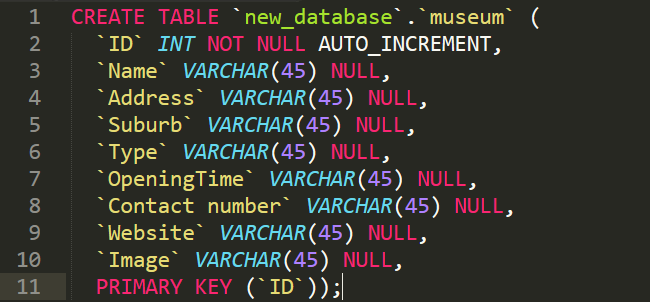 1 CREATE TABLE `new_database`.`museum` (
2 `ID` INT NOT NULL AUTO_INCREMENT,
3 `Name` VARCHAR(45) NULL,
4 `Address` VARCHAR(45) NULL,
5 `Suburb` VARCHAR(45) NULL,
6 `Type` VARCHAR(45) NULL,
7 `OpeningTime` VARCHAR(45) NULL,
8 `Contact number` VARCHAR(45) NULL,
9 `Website` VARCHAR(45) NULL,
10 `Image` VARCHAR(45) NULL,
11 PRIMARY KEY (`ID`));